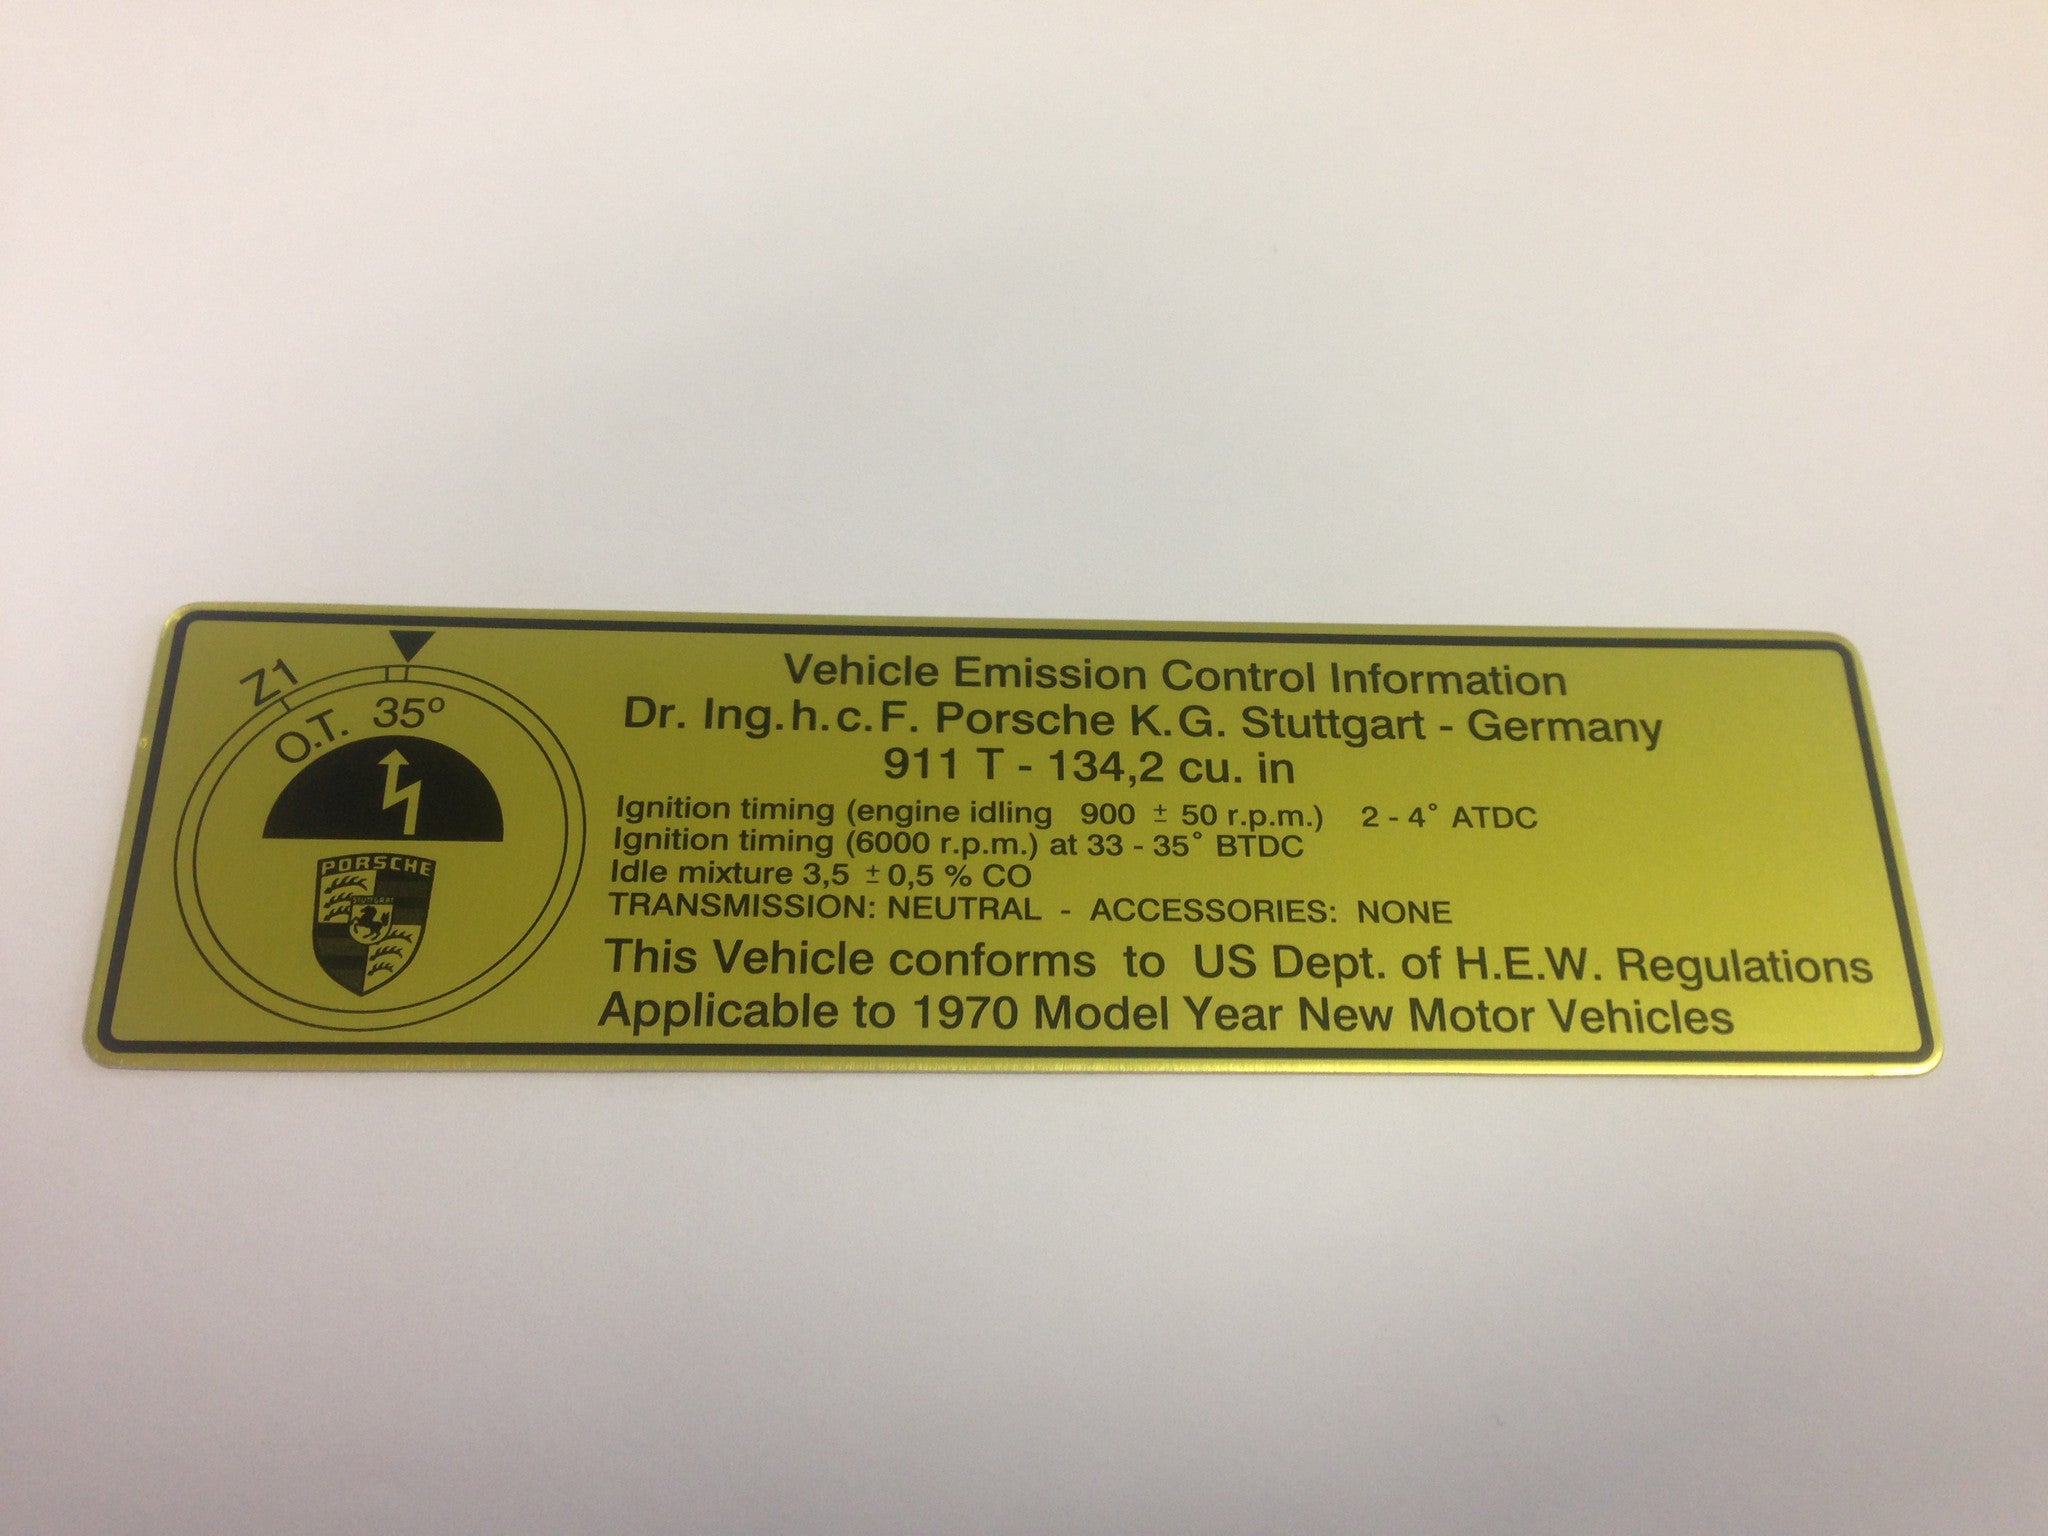 Z1
O.T. 35°
PORSCHE
STUTTGART
Vehicle Emission Control Information
Dr. Ing. h. c. F. Porsche K. G. Stuttgart - Germany
911 T - 134,2 cu. in
Ignition timing (engine idling 900 ± 50 r.p.m.) 2 - 4° ATDC
Ignition timing (6000 r.p.m.) at 33 - 35° BTDC
Idle mixture 3,5 ± 0,5 % CO
TRANSMISSION: NEUTRAL - ACCESSORIES: NONE
This Vehicle conforms to US Dept. of H.E.W. Regulations
Applicable to 1970 Model Year New Motor Vehicles